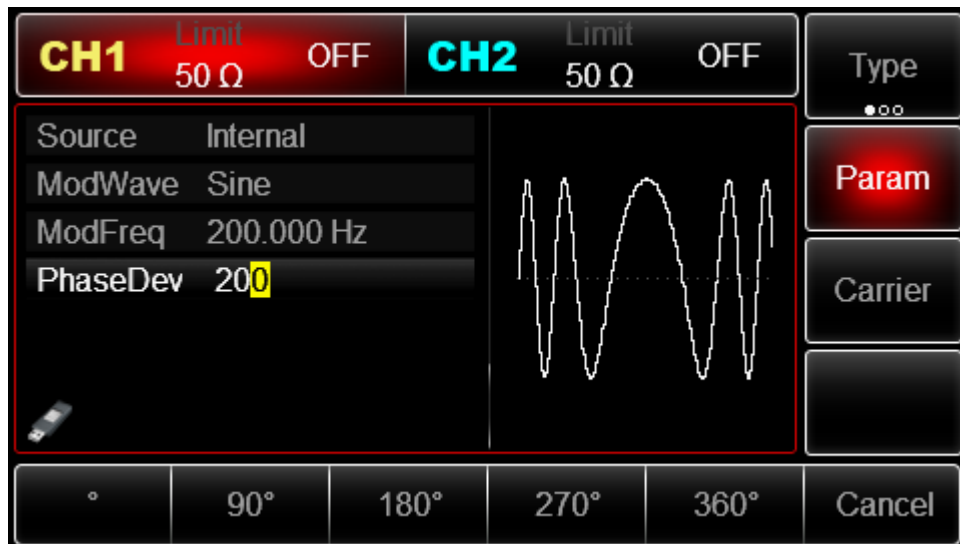 CH1 Limit 50 Ω OFF
CH2 Limit 50 Ω OFF
Type
Source Internal
ModWave Sine
ModFreq 200.000 Hz
PhaseDev 200
Param
Carrier
° 90° 180° 270° 360° Cancel